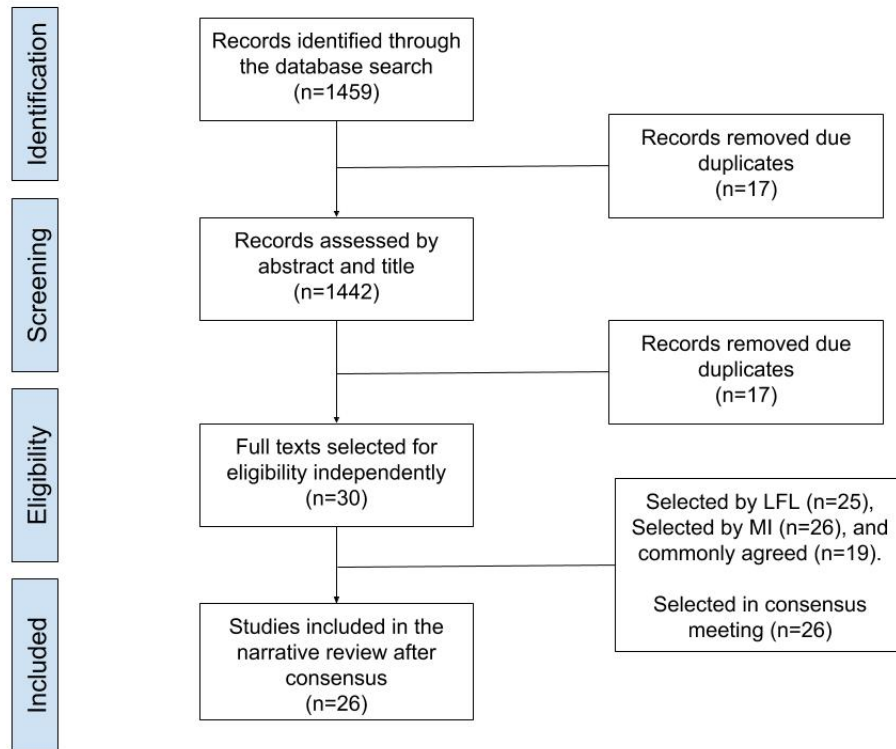 Identification
Records identified through
the database search
(n=1459)
Records removed due
duplicates
(n=17)
Screening
Records assessed by
abstract and title
(n=1442)
Records removed due
duplicates
(n=17)
Eligibility
Full texts selected for
eligibility independently
(n=30)
Selected by LFL (n=25),
Selected by MI (n=26), and
commonly agreed (n=19).
Selected in consensus
meeting (n=26)
Included
Studies included in the
narrative review after
consensus
(n=26)